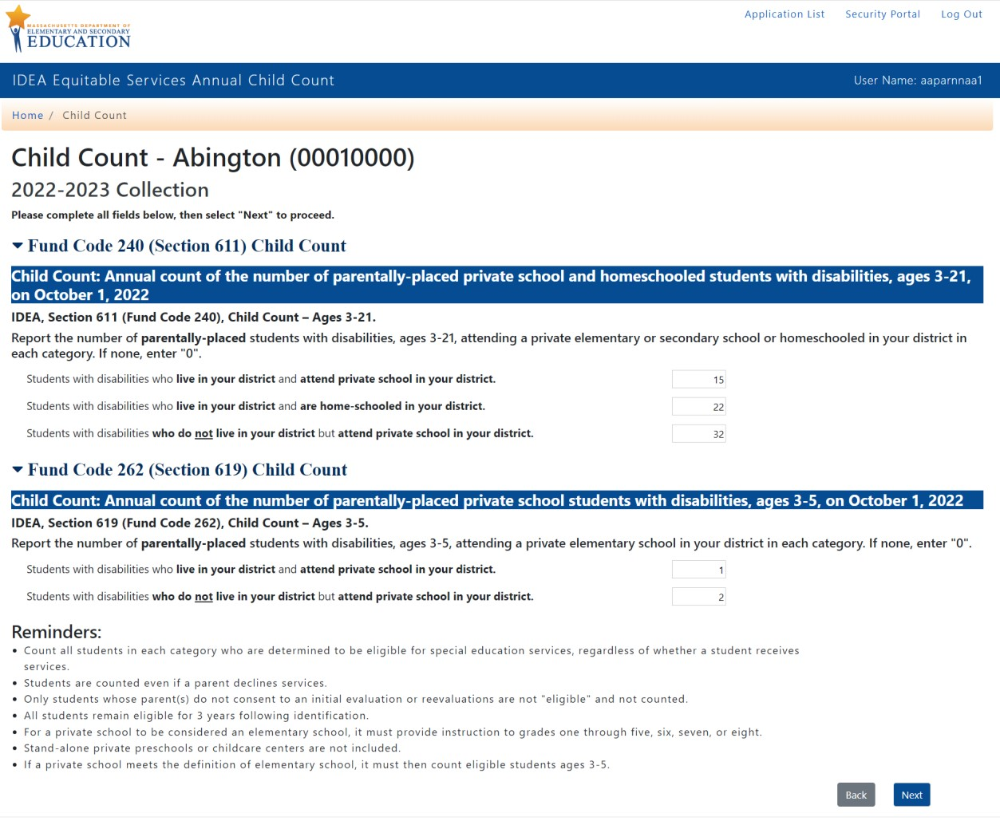 Application List Security Portal Log Out
MASSACHUSETTS DEPARTMENT OF
ELEMENTARY AND SECONDARY
EDUCATION
IDEA Equitable Services Annual Child Count User Name: aaparnnaa1
Home / Child Count
Child Count - Abington (00010000)
2022-2023 Collection
Please complete all fields below, then select "Next" to proceed.
Fund Code 240 (Section 611) Child Count
Child Count: Annual count of the number of parentally-placed private school and homeschooled students with disabilities, ages 3-21,
on October 1, 2022
IDEA, Section 611 (Fund Code 240), Child Count – Ages 3-21.
Report the number of parentally-placed students with disabilities, ages 3-21, attending a private elementary or secondary school or homeschooled in your district in
each category. If none, enter "0".
Students with disabilities who live in your district and attend private school in your district. 15
Students with disabilities who live in your district and are home-schooled in your district. 22
Students with disabilities who do not live in your district but attend private school in your district. 32
Fund Code 262 (Section 619) Child Count
Child Count: Annual count of the number of parentally-placed private school students with disabilities, ages 3-5, on October 1, 2022
IDEA, Section 619 (Fund Code 262), Child Count – Ages 3-5.
Report the number of parentally-placed students with disabilities, ages 3-5, attending a private elementary school in your district in each category. If none, enter "0".
Students with disabilities who live in your district and attend private school in your district. 1
Students with disabilities who do not live in your district but attend private school in your district. 2
Reminders:
• Count all students in each category who are determined to be eligible for special education services, regardless of whether a student receives
services.
• Students are counted even if a parent declines services.
• Only students whose parent(s) do not consent to an initial evaluation or reevaluations are not "eligible" and not counted.
• All students remain eligible for 3 years following identification.
• For a private school to be considered an elementary school, it must provide instruction to grades one through five, six, seven, or eight.
• Stand-alone private preschools or childcare centers are not included.
• If a private school meets the definition of elementary school, it must then count eligible students ages 3-5.
Back Next